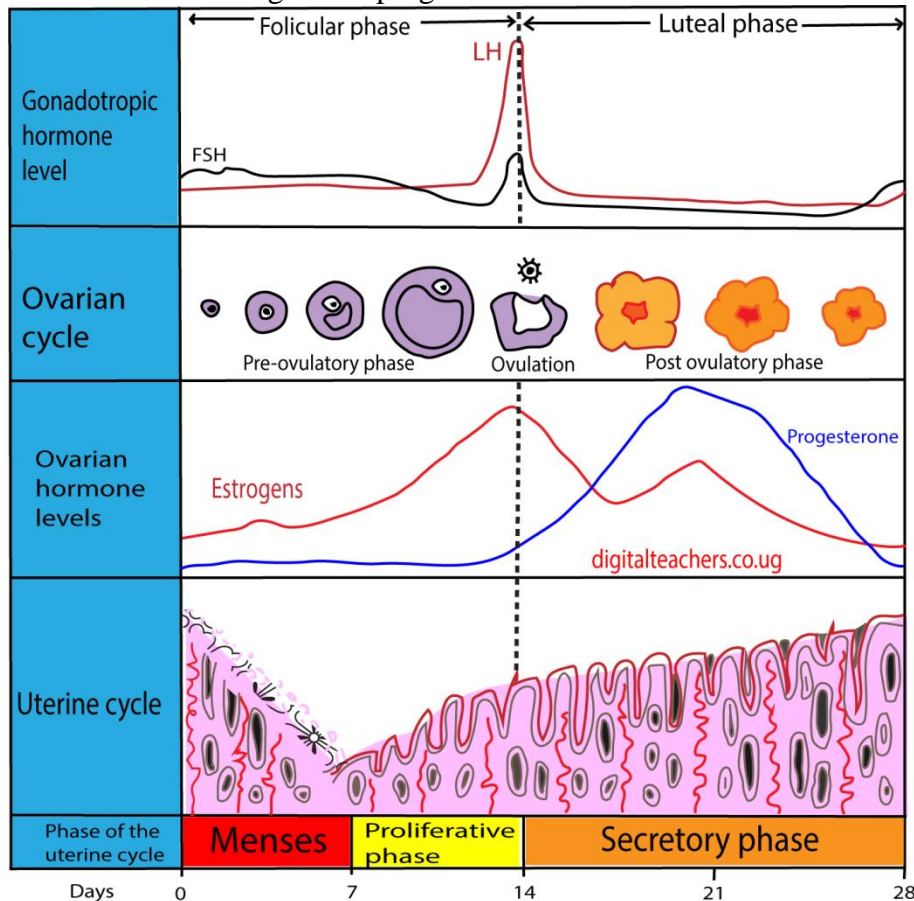 Folicular phase
Luteal phase
LH
Gonadotropic
hormone
level
FSH
Ovarian
cycle
Pre-ovulatory phase
Ovulation
Post ovulatory phase
Ovarian
hormone
levels
Estrogens
Progesterone
digitalteachers.co.ug
Uterine cycle
Phase of the
uterine cycle
Menses
Proliferative
phase
Secretory phase
Days
0
7
14
21
28